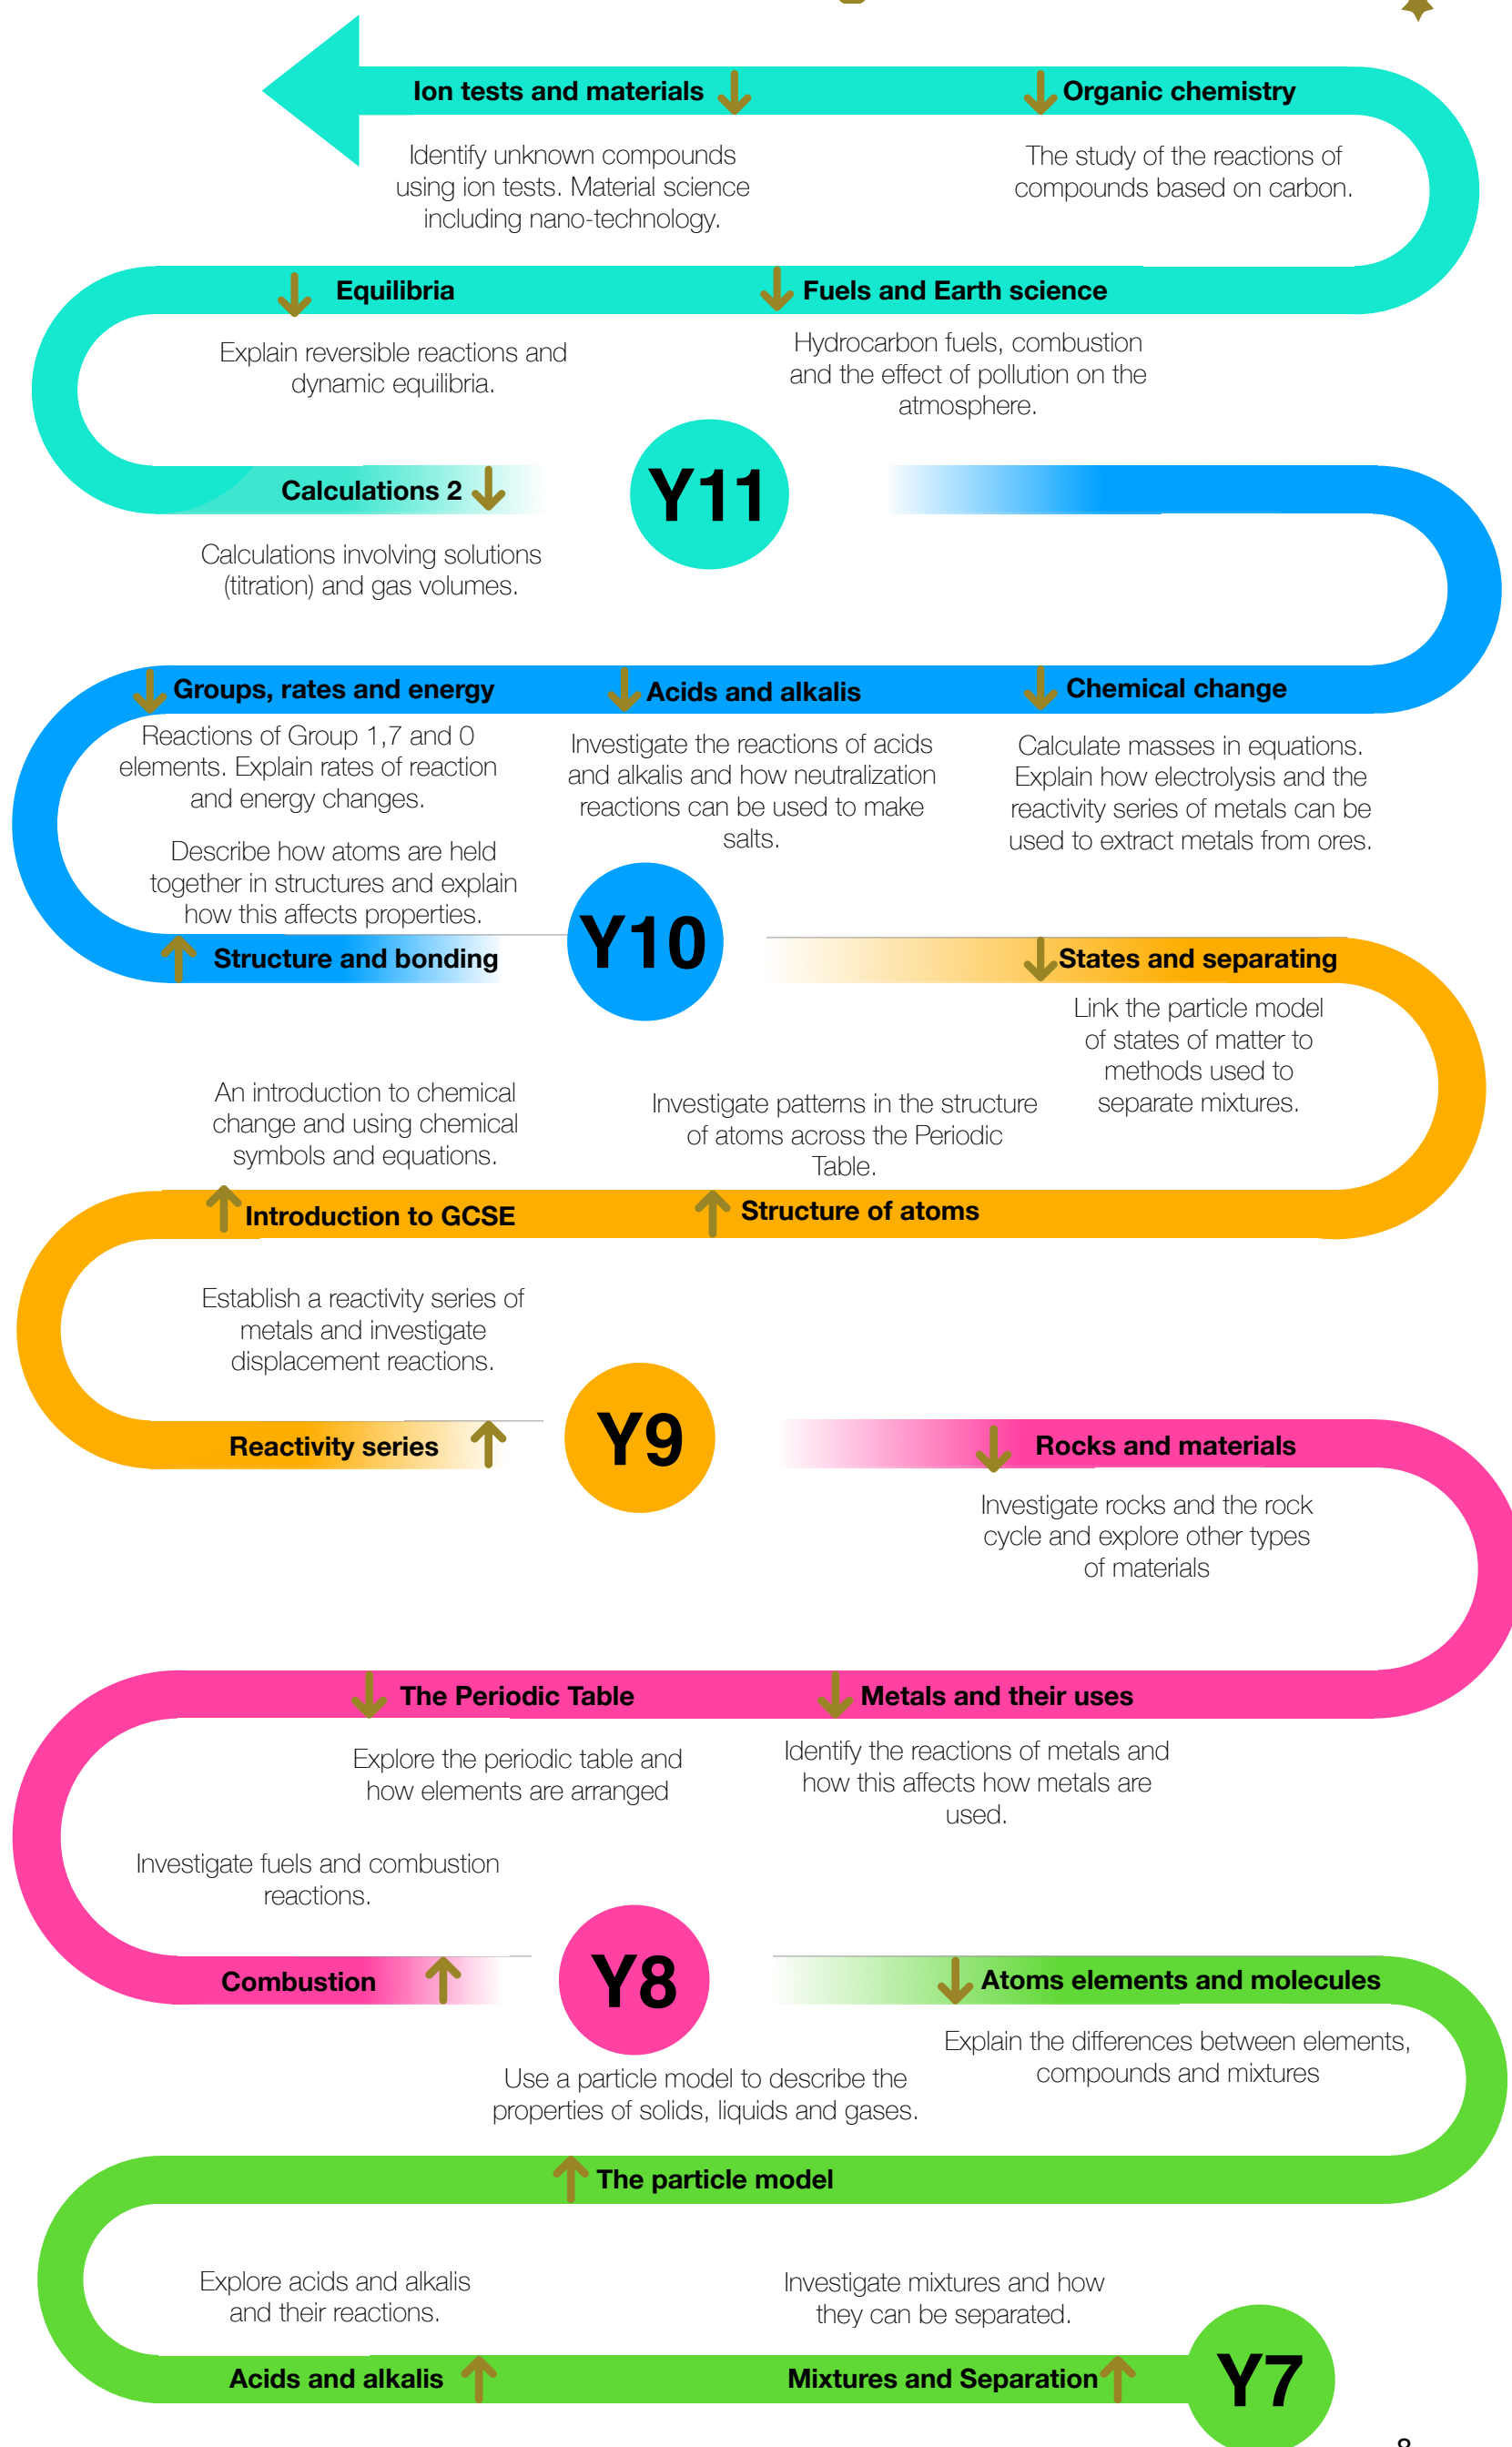 Ion tests and materials
Organic chemistry
Identify unknown compounds
using ion tests. Material science
including nano-technology.
The study of the reactions of
compounds based on carbon.
Equilibria
Fuels and Earth science
Explain reversible reactions and
dynamic equilibria.
Hydrocarbon fuels, combustion
and the effect of pollution on the
atmosphere.
Calculations 2
Y11
Calculations involving solutions
(titration) and gas volumes.
Groups, rates and energy
Acids and alkalis
Chemical change
Reactions of Group 1,7 and 0
elements. Explain rates of reaction
and energy changes.
Investigate the reactions of acids
and alkalis and how neutralization
reactions can be used to make
salts.
Calculate masses in equations.
Explain how electrolysis and the
reactivity series of metals can be
used to extract metals from ores.
Describe how atoms are held
together in structures and explain
how this affects properties.
Structure and bonding
Y10
States and separating
Link the particle model
of states of matter to
methods used to
separate mixtures.
An introduction to chemical
change and using chemical
symbols and equations.
Investigate patterns in the structure
of atoms across the Periodic
Table.
Introduction to GCSE
Structure of atoms
Establish a reactivity series of
metals and investigate
displacement reactions.
Reactivity series
Y9
Rocks and materials
Investigate rocks and the rock
cycle and explore other types
of materials
The Periodic Table
Metals and their uses
Explore the periodic table and
how elements are arranged
Identify the reactions of metals and
how this affects how metals are
used.
Investigate fuels and combustion
reactions.
Combustion
Y8
Atoms elements and molecules
Explain the differences between elements,
compounds and mixtures
Use a particle model to describe the
properties of solids, liquids and gases.
The particle model
Explore acids and alkalis
and their reactions.
Investigate mixtures and how
they can be separated.
Acids and alkalis
Mixtures and Separation
Y7